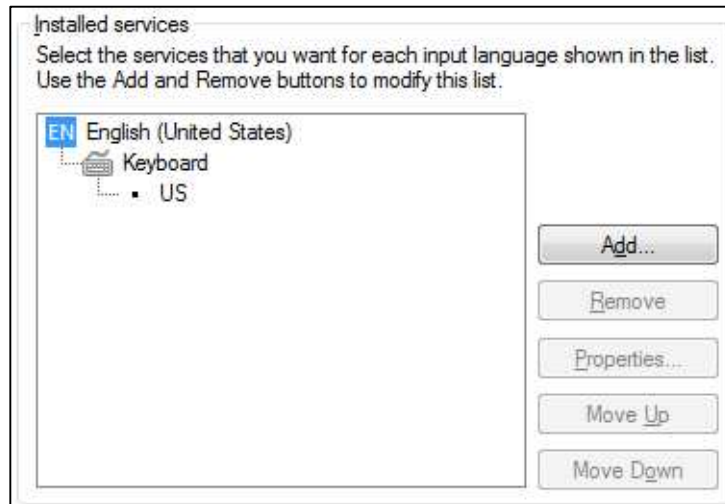 Installed services
Select the services that you want for each input language shown in the list.
Use the Add and Remove buttons to modify this list.
EN English (United States)
Keyboard
US
Add...
Remove
Properties...
Move Up
Move Down